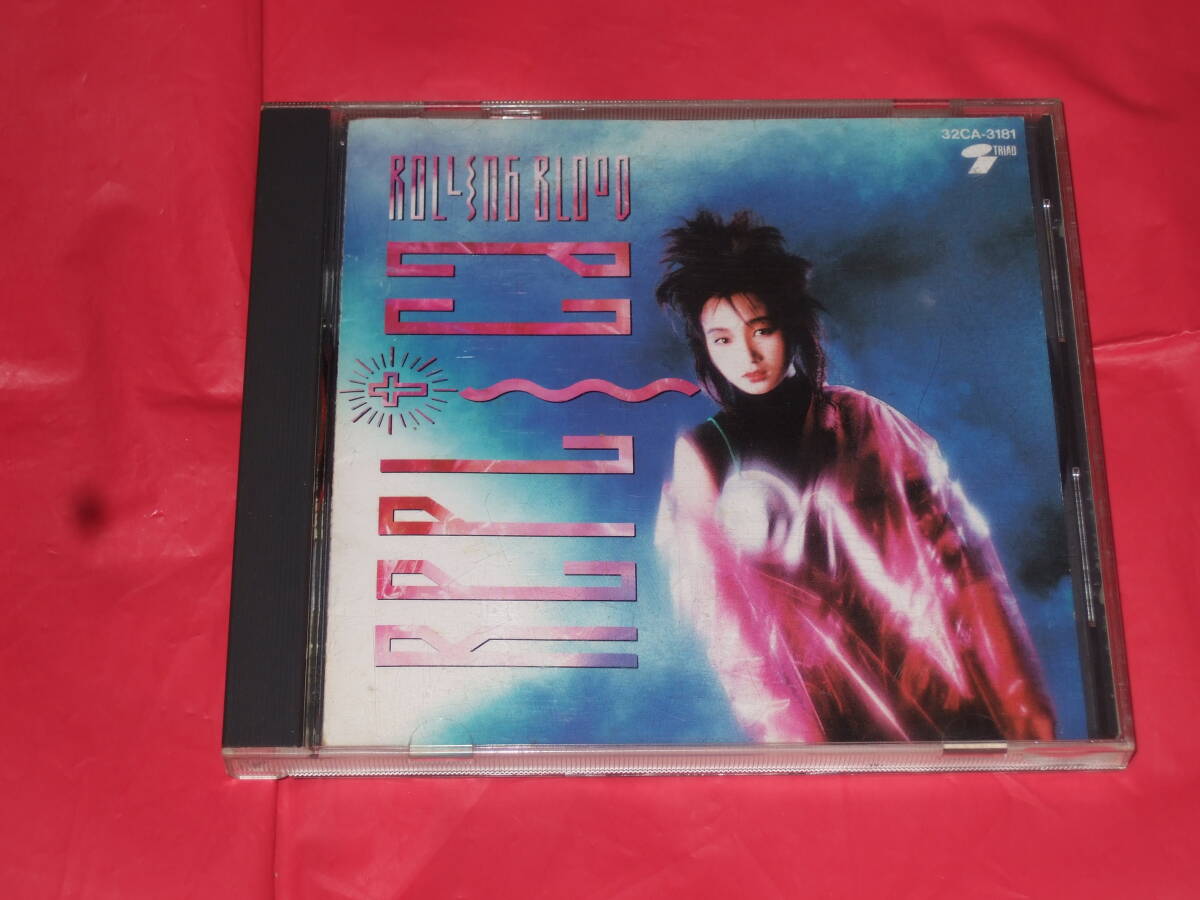 32CA-3181
TRIAD
ROLLING BLOOD
REPLICA